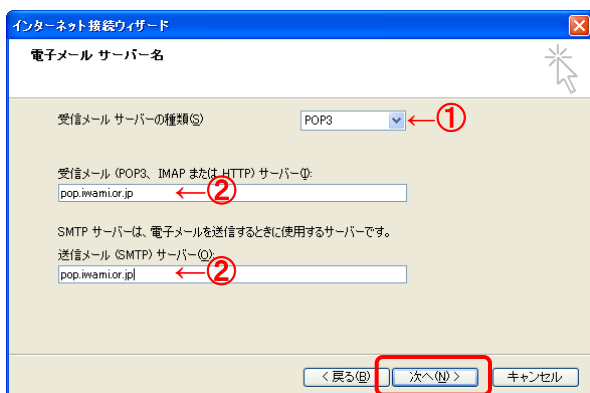 インターネット接続ウィザード
電子メール サーバー名
受信メール サーバーの種類(S)
POP3
←①
受信メール (POP3、IMAP または HTTP) サーバー(I):
pop.iwami.or.jp
←②
SMTP サーバーは、電子メールを送信するときに使用するサーバーです。
送信メール (SMTP) サーバー(O):
pop.iwami.or.jp
←②
< 戻る(B)
次へ(N) >
キャンセル